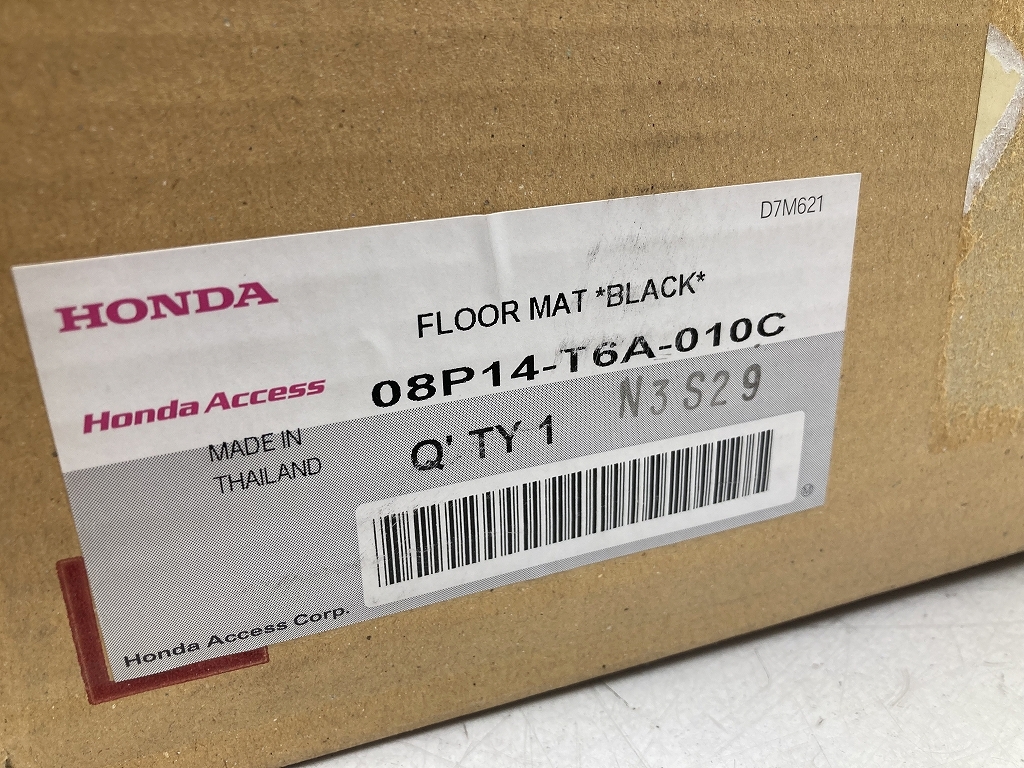 D7M621
HONDA
FLOOR MAT *BLACK*
Honda Access
08P14-T6A-010C
MADE IN
THAILAND
Q' TY 1
N3S29
M
Honda Access Corp.